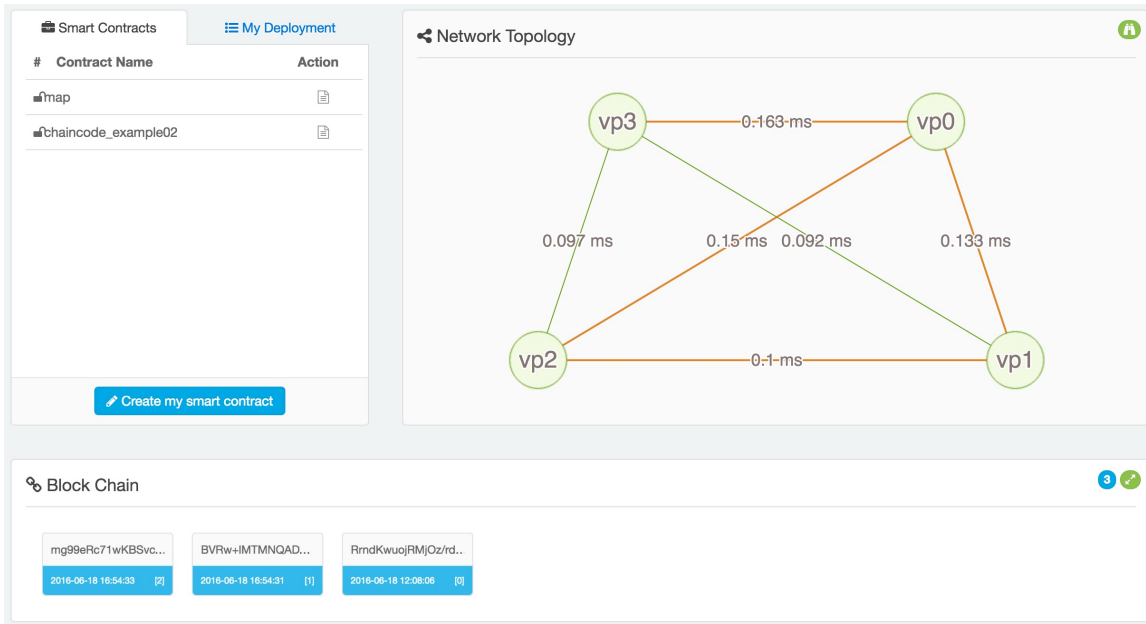 Smart Contracts
My Deployment
# Contract Name Action
map
chaincode_example02
Create my smart contract
Network Topology
vp3
0.163 ms
vp0
0.097 ms
0.15 ms
0.092 ms
0.133 ms
vp2
0.1 ms
vp1
Block Chain
3
mg99eRc71wKBSvc...
2016-06-18 16:54:33 [2]
BVRw+IMTMNQAD...
2016-06-18 16:54:31 [1]
RrndKwuojRMjOz/rd...
2016-06-18 12:08:06 [0]